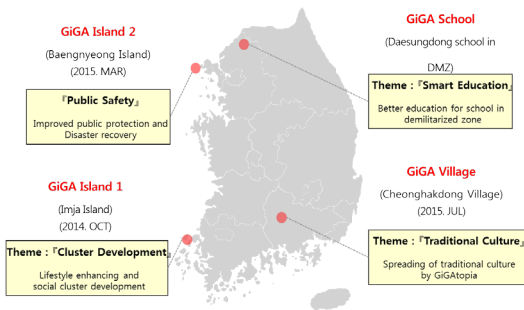 GiGA Island 2
(Baengnyeong Island)
(2015. MAR)
『Public Safety』
Improved public protection and
Disaster recovery
GiGA School
(Daesungdong school in
DMZ)
Theme : 『Smart Education』
Better education for school in
demilitarized zone
GiGA Island 1
(Imja Island)
(2014. OCT)
Theme : 『Cluster Development』
Lifestyle enhancing and
social cluster development
GiGA Village
(Cheonghakdong Village)
(2015. JUL)
Theme : 『Traditional Culture』
Spreading of traditional culture
by GiGAtopia